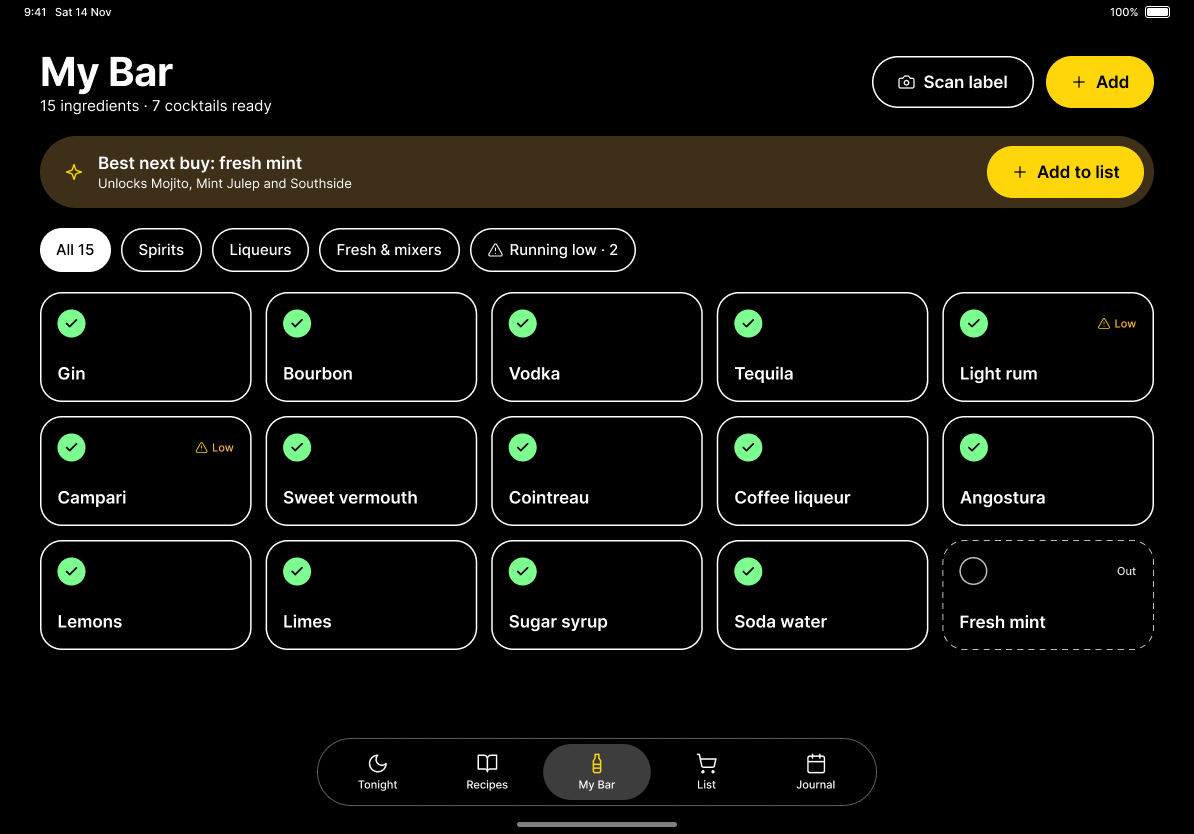 9:41 Sat 14 Nov
100%
My Bar
15 ingredients · 7 cocktails ready
Scan label
Add
Best next buy: fresh mint
Unlocks Mojito, Mint Julep and Southside
Add to list
All 15
Spirits
Liqueurs
Fresh & mixers
Running low · 2
Gin
Bourbon
Vodka
Tequila
Low
Light rum
Low
Campari
Sweet vermouth
Cointreau
Coffee liqueur
Angostura
Lemons
Limes
Sugar syrup
Soda water
Out
Fresh mint
Tonight
Recipes
My Bar
List
Journal